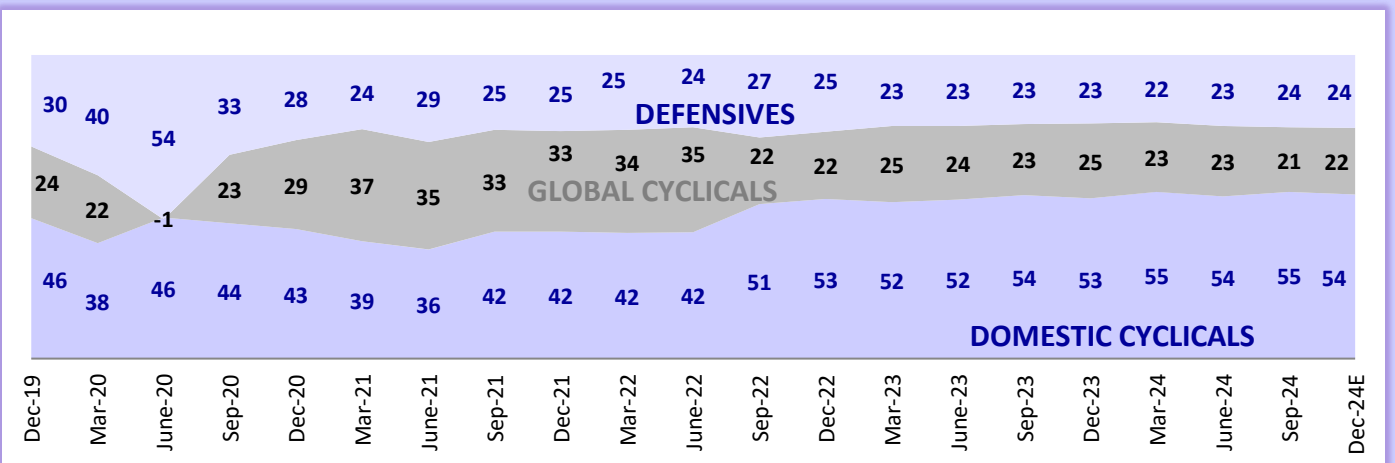 30 40 54 33 28 24 29 25 25 25 24 27 25 23 23 23 23 22 23 24 24
DEFENSIVES
24 22 -1 23 29 37 35 33 33 34 35 22 22 25 24 23 25 23 23 21 22
GLOBAL CYCLICALS
46 38 46 44 43 39 36 42 42 42 42 51 53 52 52 54 53 55 54 55 54
DOMESTIC CYCLICALS
Dec-19 Mar-20 June-20 Sep-20 Dec-20 Mar-21 June-21 Sep-21 Dec-21 Mar-22 June-22 Sep-22 Dec-22 Mar-23 June-23 Sep-23 Dec-23 Mar-24 June-24 Sep-24 Dec-24E